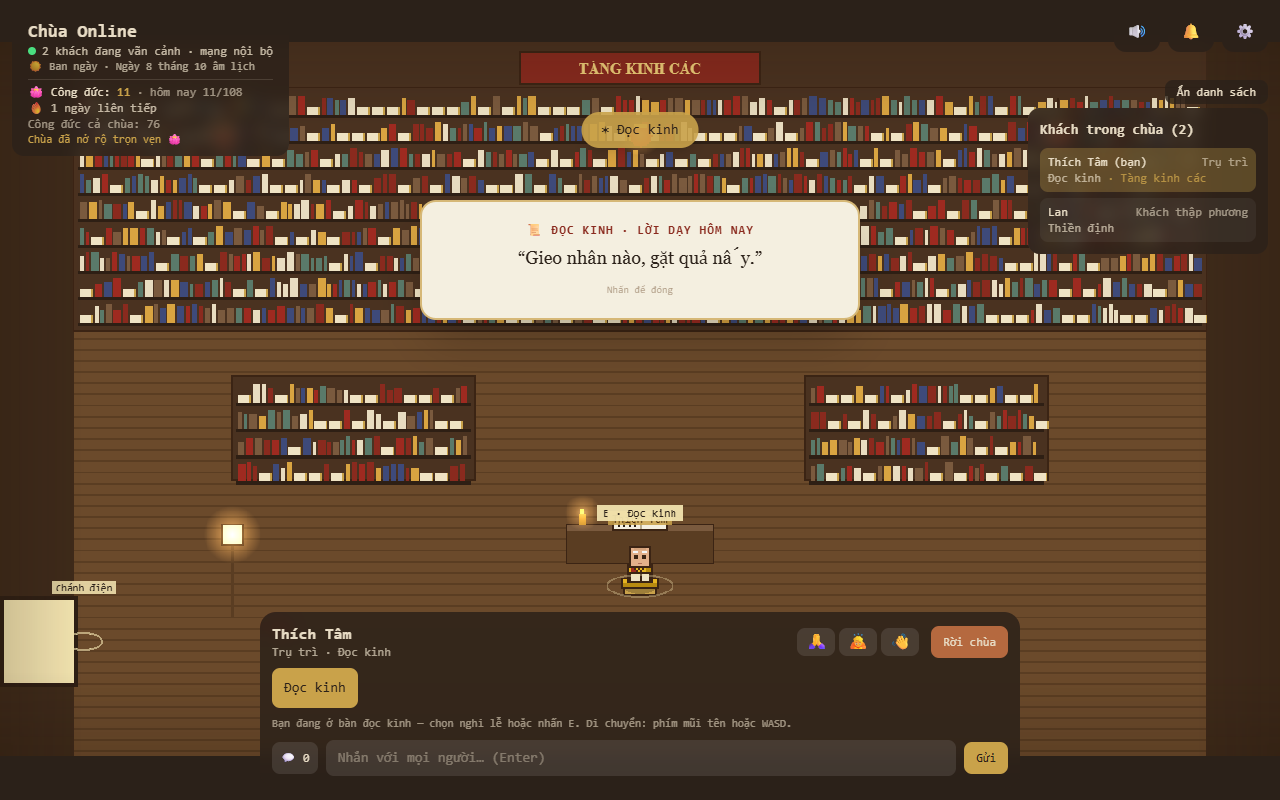 Chùa Online
2 khách đang vãn cảnh · mạng nội bộ
Ban ngày · Ngày 8 tháng 10 âm lịch
Công đức: 11 · hôm nay 11/108
1 ngày liên tiếp
Công đức cả chùa: 76
Chùa đã nở rộ trọn vẹn
TÀNG KINH CÁC
* Đọc kinh
Ẩn danh sách
Khách trong chùa (2)
Thích Tâm (bạn) Trụ trì
Đọc kinh · Tàng kinh các
Lan Khách thập phương
Thiền định
ĐỌC KINH · LỜI DẠY HÔM NAY
“Gieo nhân nào, gặt quả nấy.”
Nhấn để đóng
E · Đọc kinh
Chánh điện
Thích Tâm
Trụ trì · Đọc kinh
Rời chùa
Đọc kinh
Bạn đang ở bàn đọc kinh — chọn nghi lễ hoặc nhấn E. Di chuyển: phím mũi tên hoặc WASD.
0
Nhắn với mọi người… (Enter)
Gửi